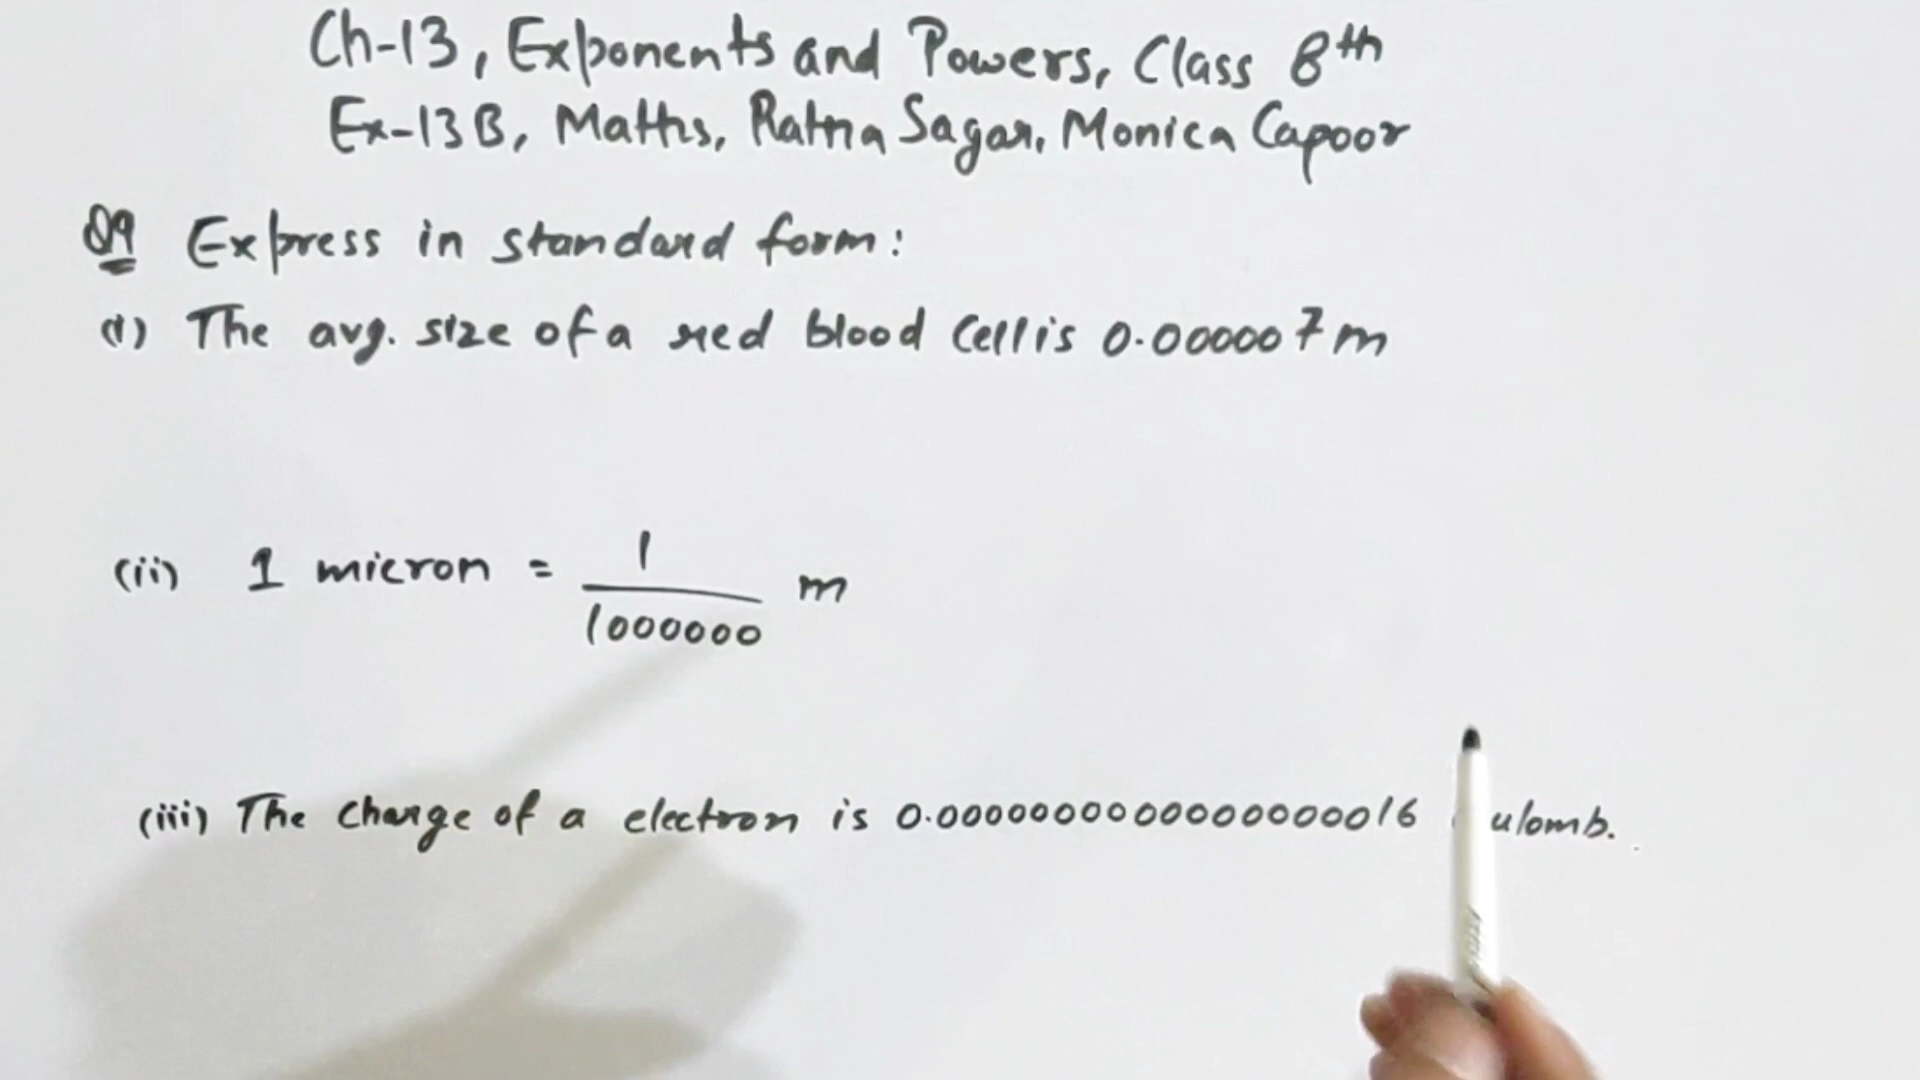 Ch-13, Exponents and Powers, Class 8th
Ex-13B, Maths, Ratna Sagar, Monica Capoor
Q9 Express in standard form:
(i) The avg. size of a red blood Cell is 0.000007 m
(ii) 1 micron = 1/1000000 m
(iii) The Charge of a electron is 0.00000000000000000016 ulomb.